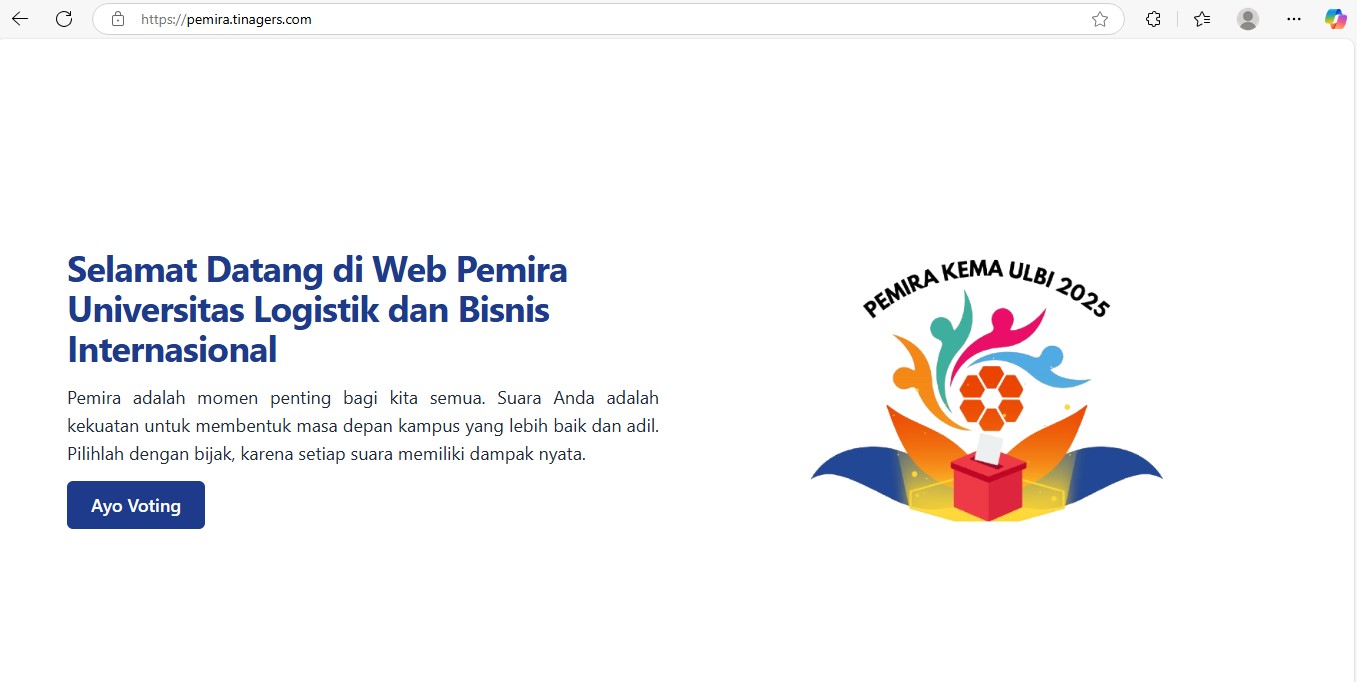 https://pemira.tinagers.com
Selamat Datang di Web Pemira
Universitas Logistik dan Bisnis
Internasional
Pemira adalah momen penting bagi kita semua. Suara Anda adalah
kekuatan untuk membentuk masa depan kampus yang lebih baik dan adil.
Pilihlah dengan bijak, karena setiap suara memiliki dampak nyata.
Ayo Voting
PEMIRA KEMA ULBI 2025